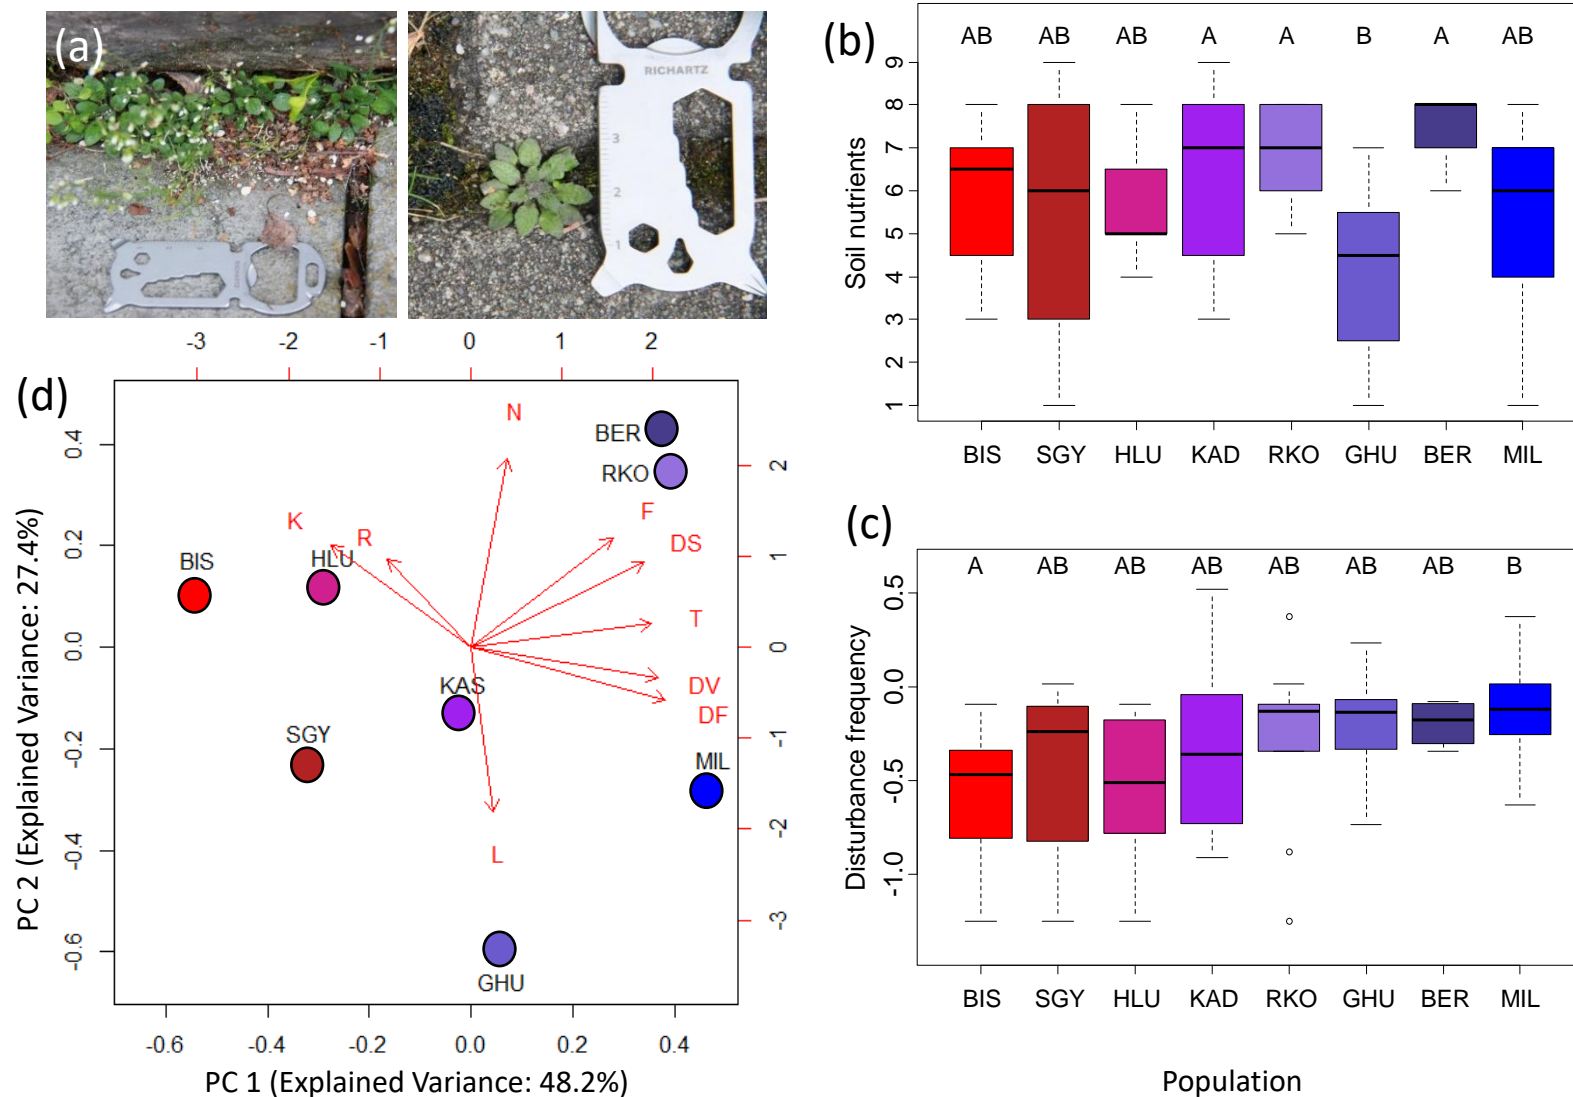 (a)
RICHARTZ
3
2
1
RICHARTZ
(b)
AB AB AB A A B A AB
Soil nutrients
9
8
7
6
5
4
3
2
1
BIS SGY HLU KAD RKO GHU BER MIL
(c)
A AB AB AB AB AB AB B
Disturbance frequency
0.5
0.0
-0.5
-1.0
BIS SGY HLU KAD RKO GHU BER MIL
Population
(d)
-3 -2 -1 0 1 2
PC 2 (Explained Variance: 27.4%)
0.4
0.2
0.0
-0.2
-0.4
-0.6
N
BER
RKO
F
K
R
DS
BIS
HLU
T
KAS
DV
DF
SGY
MIL
L
GHU
2
1
0
-1
-2
-3
-0.6 -0.4 -0.2 0.0 0.2 0.4
PC 1 (Explained Variance: 48.2%)